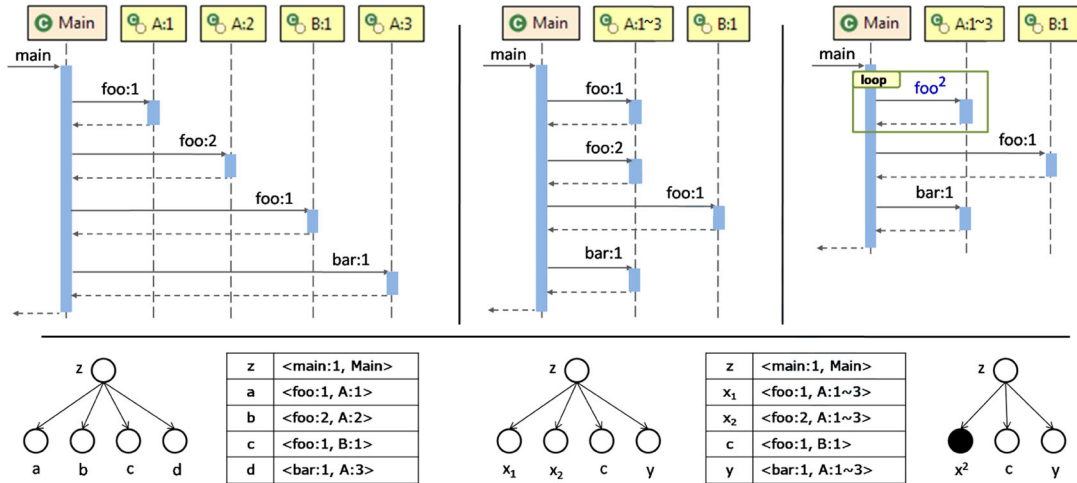 Main A:1 A:2 B:1 A:3
main
foo:1
foo:2
foo:1
bar:1
Main A:1~3 B:1
main
foo:1
foo:2
foo:1
bar:1
Main A:1~3 B:1
main
loop
foo²
foo:1
bar:1
z
a b c d
z <main:1, Main>
a <foo:1, A:1>
b <foo:2, A:2>
c <foo:1, B:1>
d <bar:1, A:3>
z
x₁ x₂ c y
z <main:1, Main>
x₁ <foo:1, A:1~3>
x₂ <foo:2, A:1~3>
c <foo:1, B:1>
y <bar:1, A:1~3>
z
x² c y